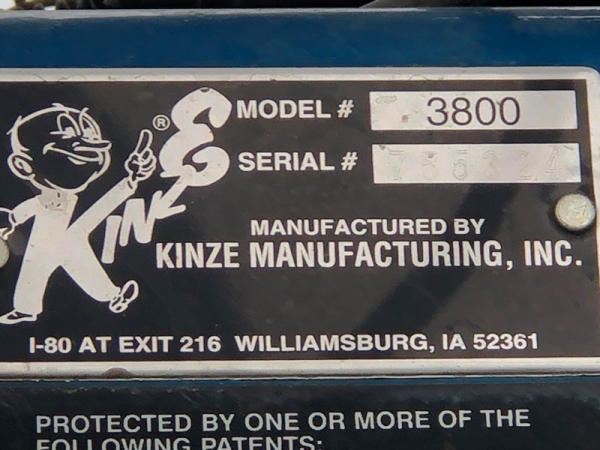 MODEL # 3800
SERIAL #
KINZE ®
MANUFACTURED BY
KINZE MANUFACTURING, INC.
I-80 AT EXIT 216 WILLIAMSBURG, IA 52361
PROTECTED BY ONE OR MORE OF THE
FOLLOWING PATENTS: